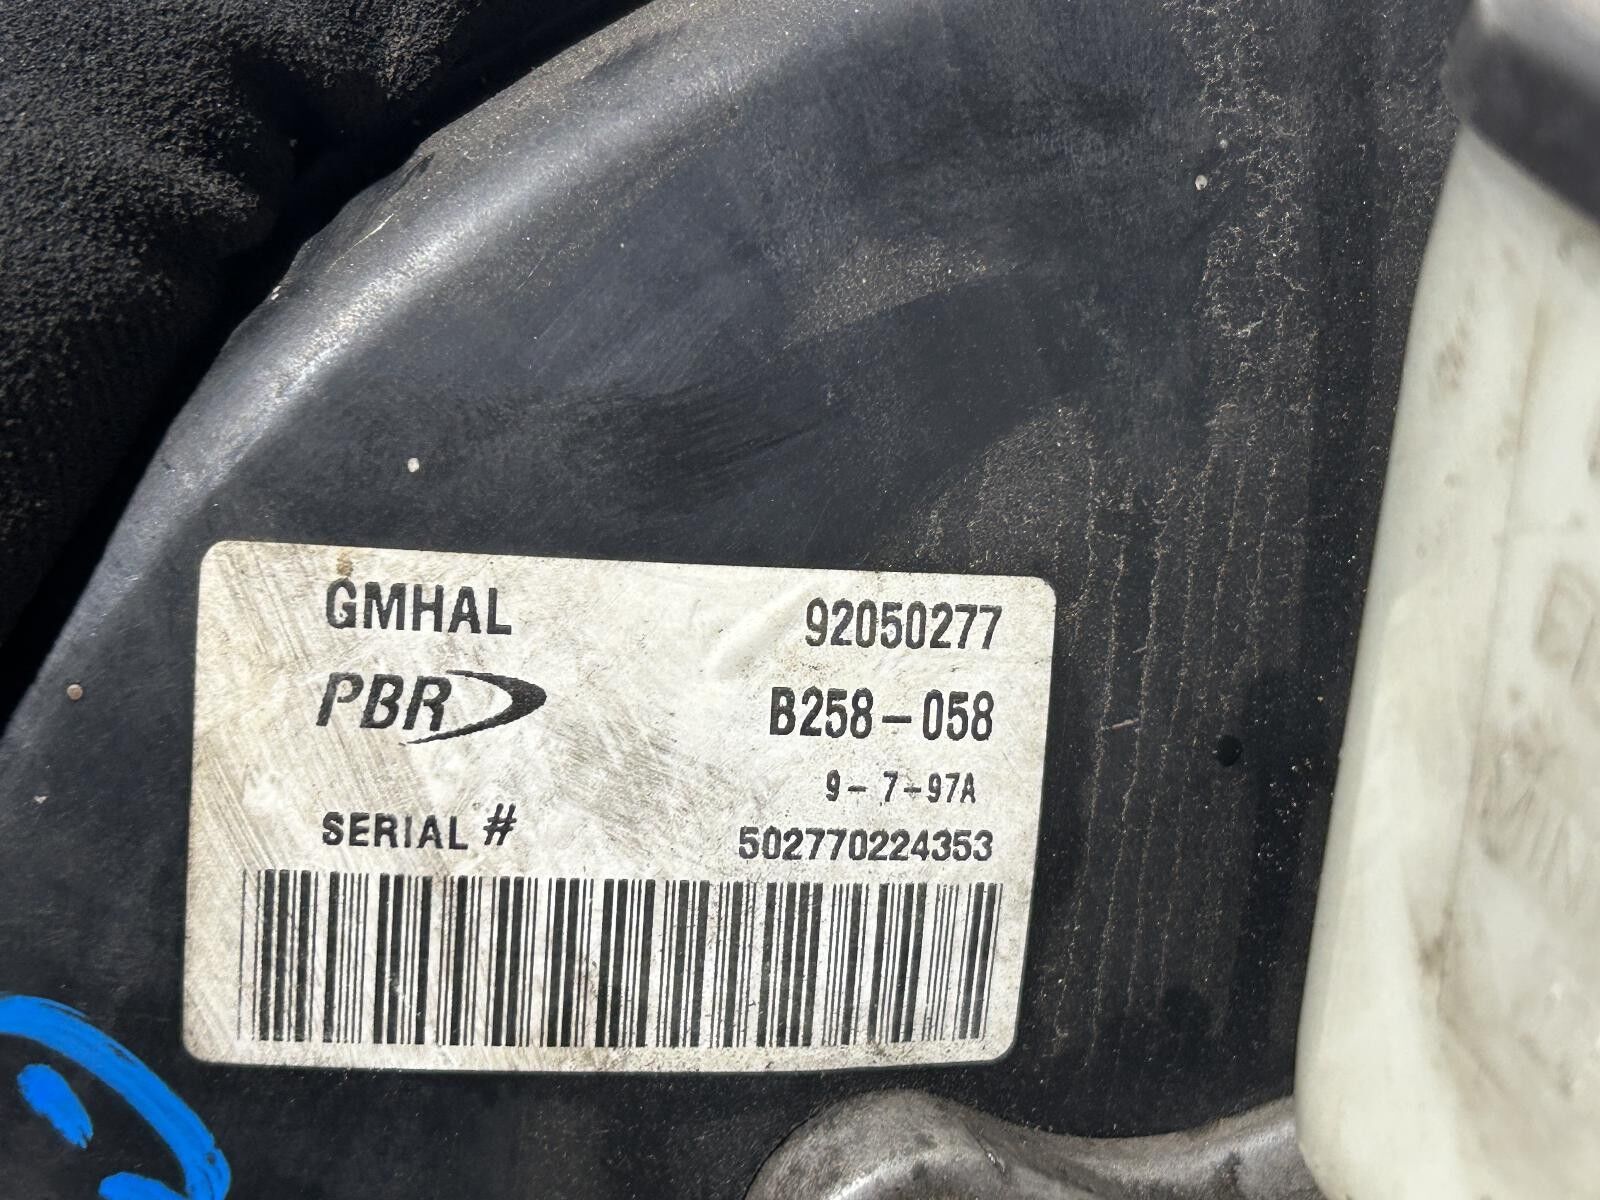 GMHAL 92050277
PBR B258-058
9- 7-97A
SERIAL # 502770224353